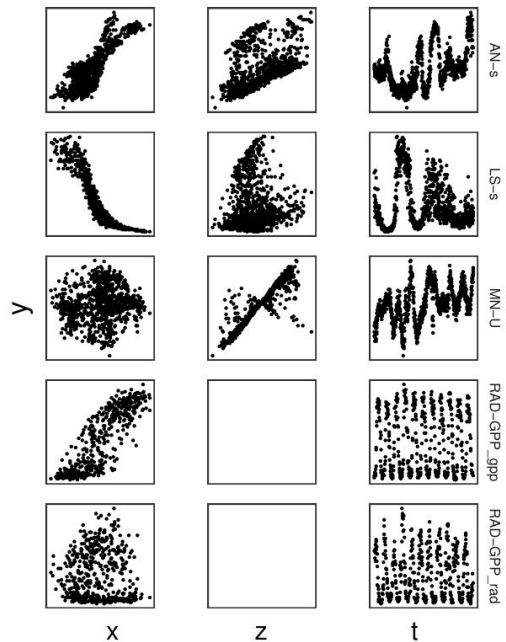 AN-s
LS-s
MN-U
RAD-GPP_gpp
RAD-GPP_rad
y
x
z
t